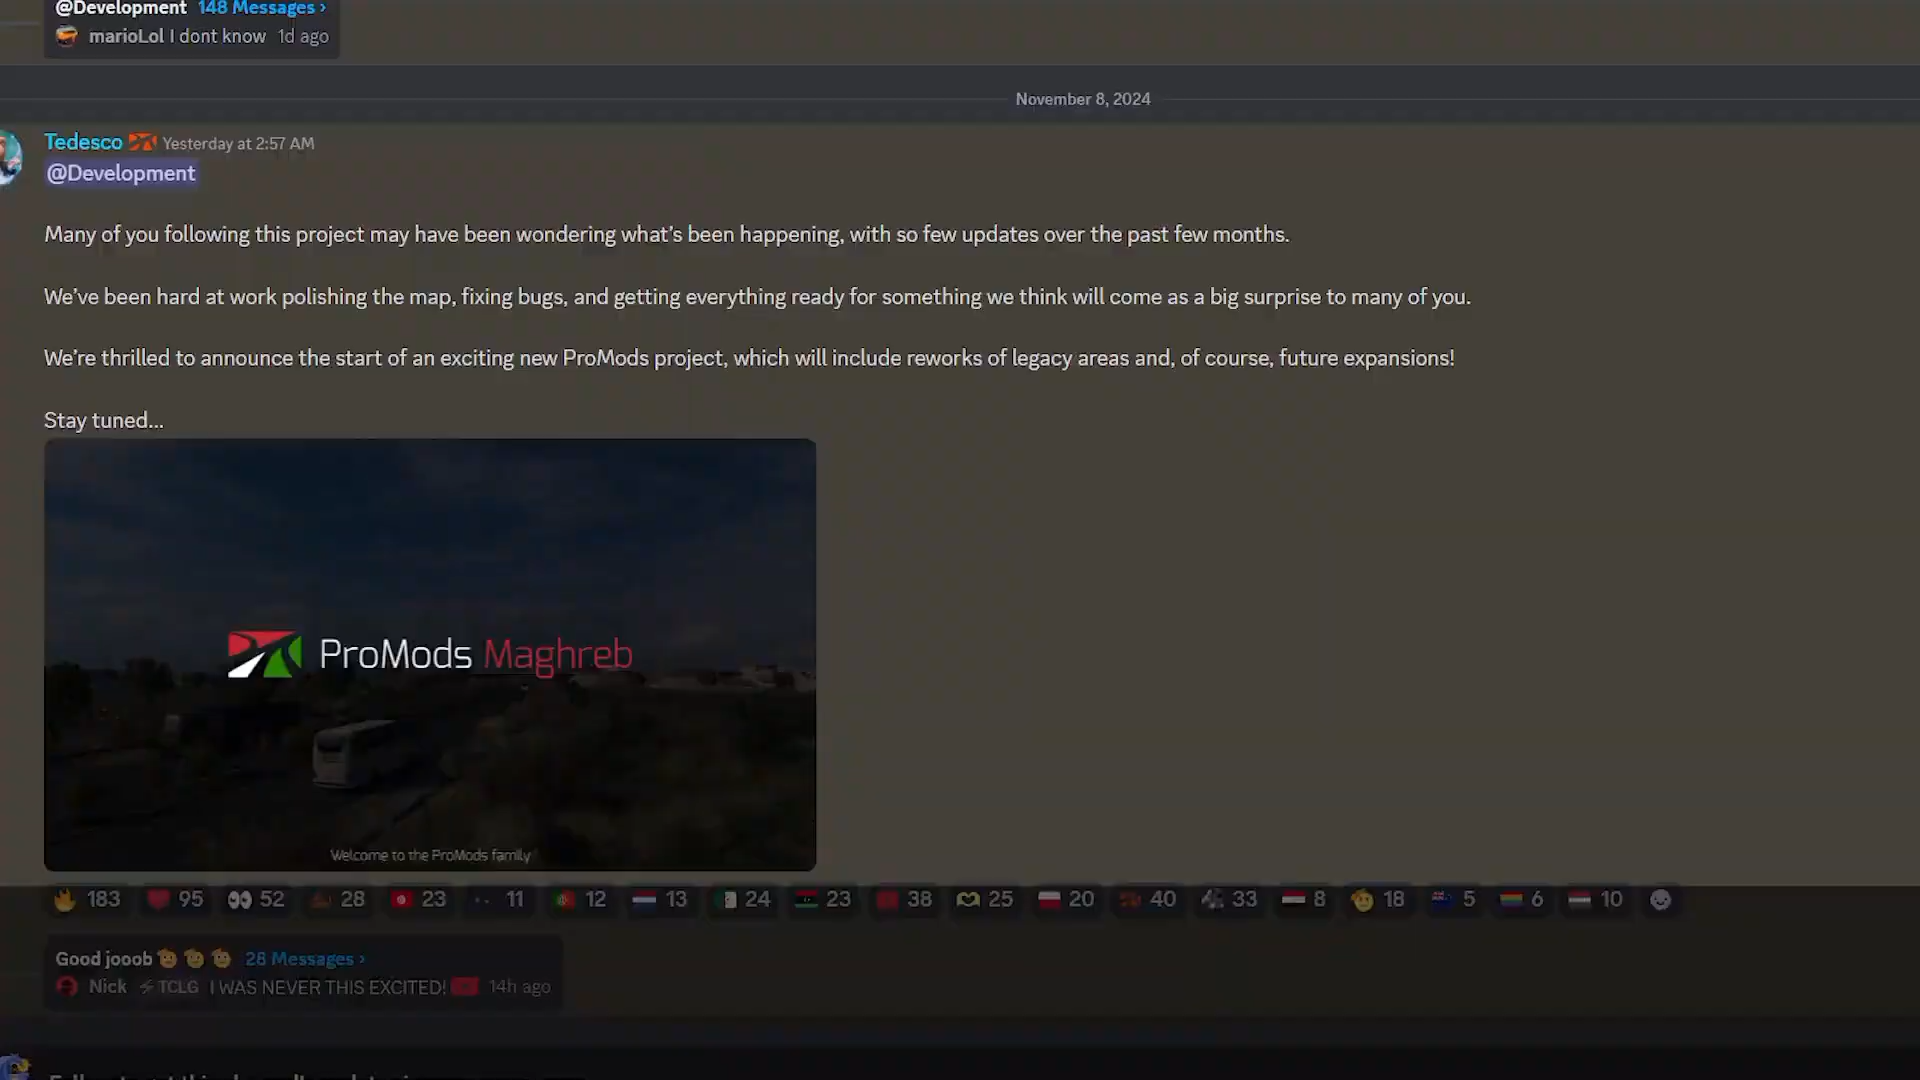 @Development 148 Messages ›
marioLol I dont know 1d ago
November 8, 2024
Tedesco Yesterday at 2:57 AM
@Development
Many of you following this project may have been wondering what's been happening, with so few updates over the past few months.
We've been hard at work polishing the map, fixing bugs, and getting everything ready for something we think will come as a big surprise to many of you.
We're thrilled to announce the start of an exciting new ProMods project, which will include reworks of legacy areas and, of course, future expansions!
Stay tuned...
ProMods Maghreb
Welcome to the ProMods family
183 95 52 28 23 11 12 13 24 23 38 25 20 40 33 8 18 5 6 10
Good jooob 28 Messages ›
Nick TCLG I WAS NEVER THIS EXCITED! 14h ago